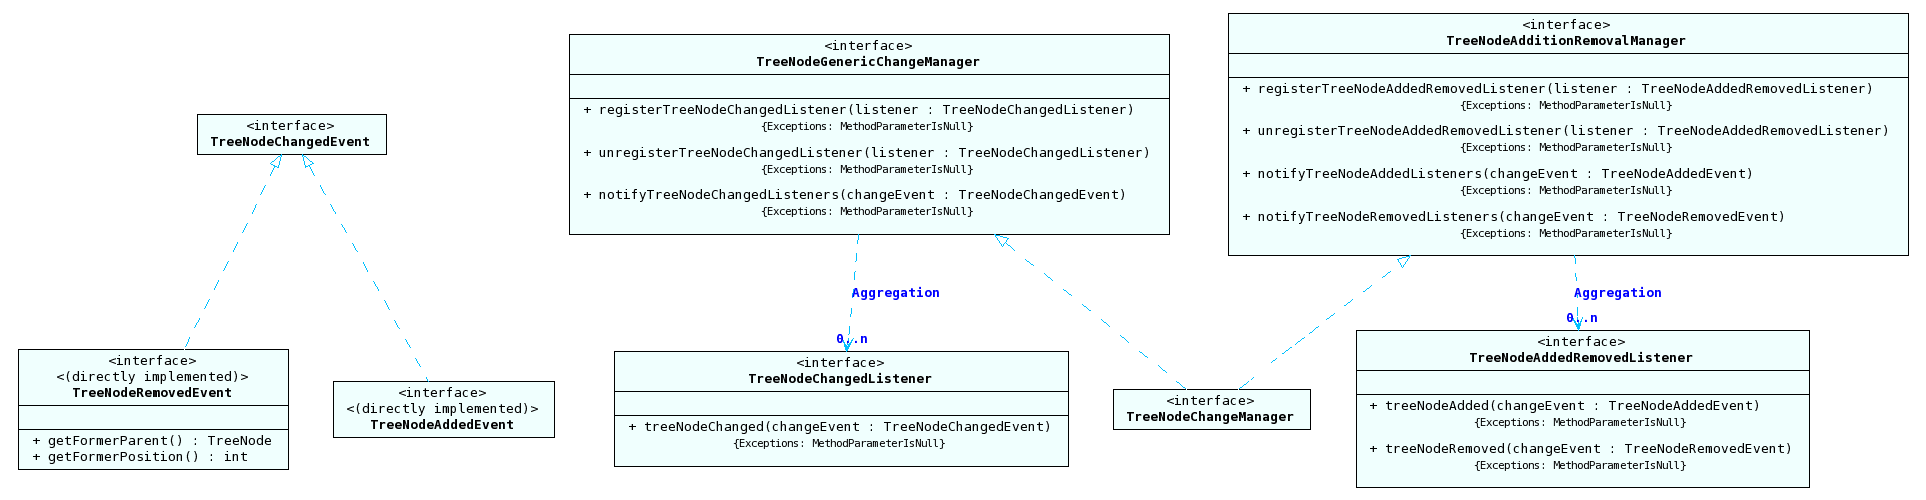 <interface>
TreeNodeChangedEvent
<interface>
<(directly implemented)>
TreeNodeRemovedEvent
+ getFormerParent() : TreeNode
+ getFormerPosition() : int
<interface>
<(directly implemented)>
TreeNodeAddedEvent
<interface>
TreeNodeGenericChangeManager
+ registerTreeNodeChangedListener(listener : TreeNodeChangedListener)
{Exceptions: MethodParameterIsNull}
+ unregisterTreeNodeChangedListener(listener : TreeNodeChangedListener)
{Exceptions: MethodParameterIsNull}
+ notifyTreeNodeChangedListeners(changeEvent : TreeNodeChangedEvent)
{Exceptions: MethodParameterIsNull}
Aggregation
0..n
<interface>
TreeNodeChangedListener
+ treeNodeChanged(changeEvent : TreeNodeChangedEvent)
{Exceptions: MethodParameterIsNull}
<interface>
TreeNodeChangeManager
<interface>
TreeNodeAdditionRemovalManager
+ registerTreeNodeAddedRemovedListener(listener : TreeNodeAddedRemovedListener)
{Exceptions: MethodParameterIsNull}
+ unregisterTreeNodeAddedRemovedListener(listener : TreeNodeAddedRemovedListener)
{Exceptions: MethodParameterIsNull}
+ notifyTreeNodeAddedListeners(changeEvent : TreeNodeAddedEvent)
{Exceptions: MethodParameterIsNull}
+ notifyTreeNodeRemovedListeners(changeEvent : TreeNodeRemovedEvent)
{Exceptions: MethodParameterIsNull}
Aggregation
0..n
<interface>
TreeNodeAddedRemovedListener
+ treeNodeAdded(changeEvent : TreeNodeAddedEvent)
{Exceptions: MethodParameterIsNull}
+ treeNodeRemoved(changeEvent : TreeNodeRemovedEvent)
{Exceptions: MethodParameterIsNull}